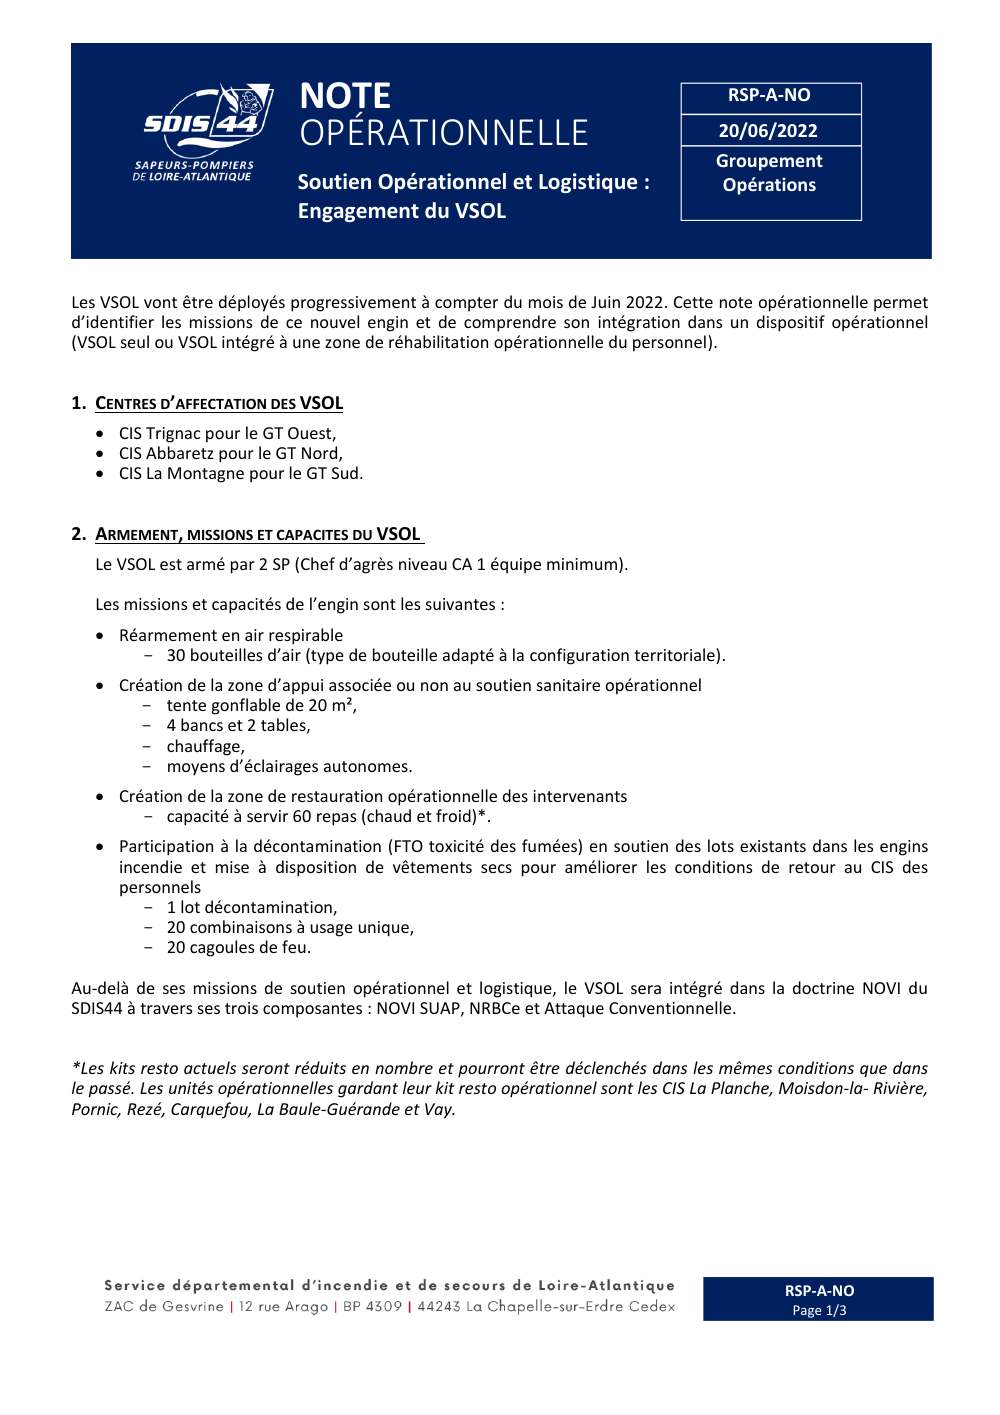 SDIS 44
SAPEURS-POMPIERS
DE LOIRE-ATLANTIQUE
NOTE
OPÉRATIONNELLE
Soutien Opérationnel et Logistique :
Engagement du VSOL
RSP-A-NO
20/06/2022
Groupement
Opérations
Les VSOL vont être déployés progressivement à compter du mois de Juin 2022. Cette note opérationnelle permet
d’identifier les missions de ce nouvel engin et de comprendre son intégration dans un dispositif opérationnel
(VSOL seul ou VSOL intégré à une zone de réhabilitation opérationnelle du personnel).
1. CENTRES D’AFFECTATION DES VSOL
• CIS Trignac pour le GT Ouest,
• CIS Abbaretz pour le GT Nord,
• CIS La Montagne pour le GT Sud.
2. ARMEMENT, MISSIONS ET CAPACITES DU VSOL
Le VSOL est armé par 2 SP (Chef d’agrès niveau CA 1 équipe minimum).
Les missions et capacités de l’engin sont les suivantes :
• Réarmement en air respirable
− 30 bouteilles d’air (type de bouteille adapté à la configuration territoriale).
• Création de la zone d’appui associée ou non au soutien sanitaire opérationnel
− tente gonflable de 20 m²,
− 4 bancs et 2 tables,
− chauffage,
− moyens d’éclairages autonomes.
• Création de la zone de restauration opérationnelle des intervenants
− capacité à servir 60 repas (chaud et froid)*.
• Participation à la décontamination (FTO toxicité des fumées) en soutien des lots existants dans les engins
incendie et mise à disposition de vêtements secs pour améliorer les conditions de retour au CIS des
personnels
− 1 lot décontamination,
− 20 combinaisons à usage unique,
− 20 cagoules de feu.
Au-delà de ses missions de soutien opérationnel et logistique, le VSOL sera intégré dans la doctrine NOVI du
SDIS44 à travers ses trois composantes : NOVI SUAP, NRBCe et Attaque Conventionnelle.
*Les kits resto actuels seront réduits en nombre et pourront être déclenchés dans les mêmes conditions que dans
le passé. Les unités opérationnelles gardant leur kit resto opérationnel sont les CIS La Planche, Moisdon-la- Rivière,
Pornic, Rezé, Carquefou, La Baule-Guérande et Vay.
Service départemental d’incendie et de secours de Loire-Atlantique
ZAC de Gesvrine | 12 rue Arago | BP 4309 | 44243 La Chapelle-sur-Erdre Cedex
RSP-A-NO
Page 1/3